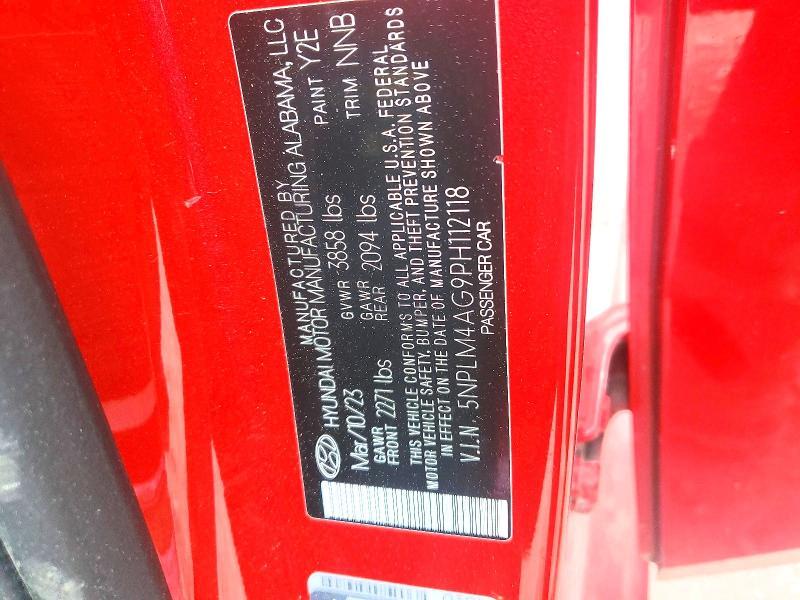 MANUFACTURED BY
HYUNDAI MOTOR MANUFACTURING ALABAMA, LLC
Mar/10/23 GVWR 3858 lbs PAINT Y2E
GAWR FRONT 2271 lbs GAWR REAR 2094 lbs TRIM NNB
THIS VEHICLE CONFORMS TO ALL APPLICABLE U.S.A. FEDERAL
MOTOR VEHICLE SAFETY, BUMPER, AND THEFT PREVENTION STANDARDS
IN EFFECT ON THE DATE OF MANUFACTURE SHOWN ABOVE
V.I.N 5NPLM4AG9PH112118
PASSENGER CAR